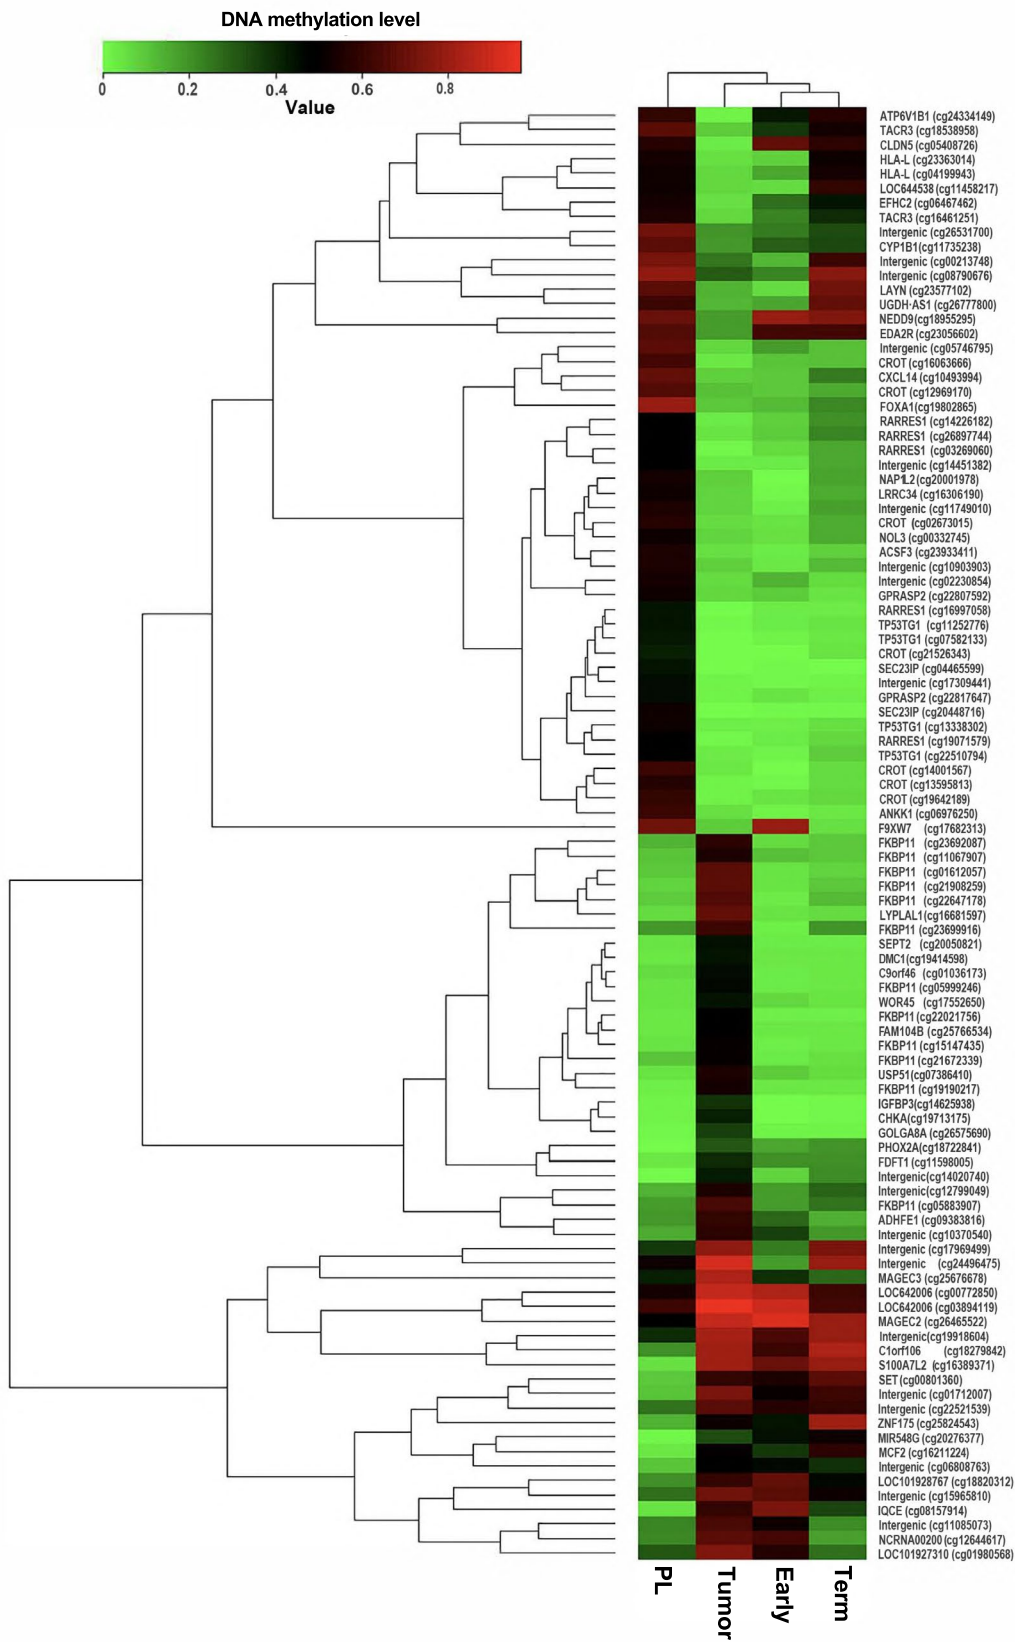 DNA methylation level
0 0.2 0.4 0.6 0.8
Value
ATP6V1B1 (cg24334149)
TACR3 (cg18538958)
CLDN5 (cg05408726)
HLA-L (cg23363014)
HLA-L (cg04199943)
LOC644538 (cg11458217)
EFHC2 (cg06467462)
TACR3 (cg16461251)
Intergenic (cg26531700)
CYP1B1(cg11735238)
Intergenic (cg00213748)
Intergenic (cg08790676)
LAYN (cg23577102)
UGDH-AS1 (cg26777800)
NEDD9(cg18955295)
EDA2R (cg23056602)
Intergenic (cg05746795)
CROT (cg16063666)
CXCL14 (cg10493994)
CROT (cg12969170)
FOXA1(cg19802865)
RARRES1 (cg14226182)
RARRES1 (cg26897744)
RARRES1 (cg03269060)
Intergenic (cg14451382)
NAP1L2(cg20001978)
LRRC34 (cg16306190)
Intergenic (cg11749010)
CROT (cg02673015)
NOL3 (cg00332745)
ACSF3 (cg23933411)
Intergenic (cg10903903)
Intergenic (cg02230854)
GPRASP2 (cg22807592)
RARRES1 (cg16997058)
TP53TG1 (cg11252776)
TP53TG1 (cg07582133)
CROT (cg21526343)
SEC23IP (cg04465599)
Intergenic (cg17309441)
GPRASP2 (cg22817647)
SEC23IP (cg20448716)
TP53TG1 (cg13338302)
RARRES1 (cg19071579)
TP53TG1 (cg22510794)
CROT (cg14001567)
CROT (cg13595813)
CROT (cg19642189)
ANKK1 (cg06976250)
F9XW7 (cg17682313)
FKBP11 (cg23692087)
FKBP11 (cg11067907)
FKBP11 (cg01612057)
FKBP11 (cg21908259)
FKBP11 (cg22647178)
LYPLAL1(cg16681597)
FKBP11 (cg23699916)
SEPT2 (cg20050821)
DMC1(cg19414598)
C9orf46 (cg01036173)
FKBP11 (cg05999246)
WOR45 (cg17552650)
FKBP11 (cg22021756)
FAM104B (cg25766534)
FKBP11 (cg15147435)
FKBP11 (cg21672339)
USP51(cg07386410)
FKBP11 (cg19190217)
IGFBP3(cg14625938)
CHKA(cg19713175)
GOLGA8A (cg26575690)
PHOX2A(cg18722841)
FDFT1 (cg11598005)
Intergenic(cg14020740)
Intergenic(cg12799049)
FKBP11 (cg05883907)
ADHFE1 (cg09383816)
Intergenic (cg10370540)
Intergenic (cg17969499)
Intergenic (cg24496475)
MAGEC3 (cg25676678)
LOC642006 (cg00772850)
LOC642006 (cg03894119)
MAGEC2 (cg26465522)
Intergenic(cg19918604)
C1orf106 (cg18279842)
S100A7L2 (cg16389371)
SET(cg00801360)
Intergenic (cg01712007)
Intergenic (cg22521539)
ZNF175 (cg25824543)
MIR548G (cg20276377)
MCF2 (cg16211224)
Intergenic (cg06808763)
LOC101928767 (cg18820312)
Intergenic (cg15965810)
IQCE (cg08157914)
Intergenic (cg11085073)
NCRNA00200 (cg12644617)
LOC101927310 (cg01980568)
PL
Tumor
Early
Term